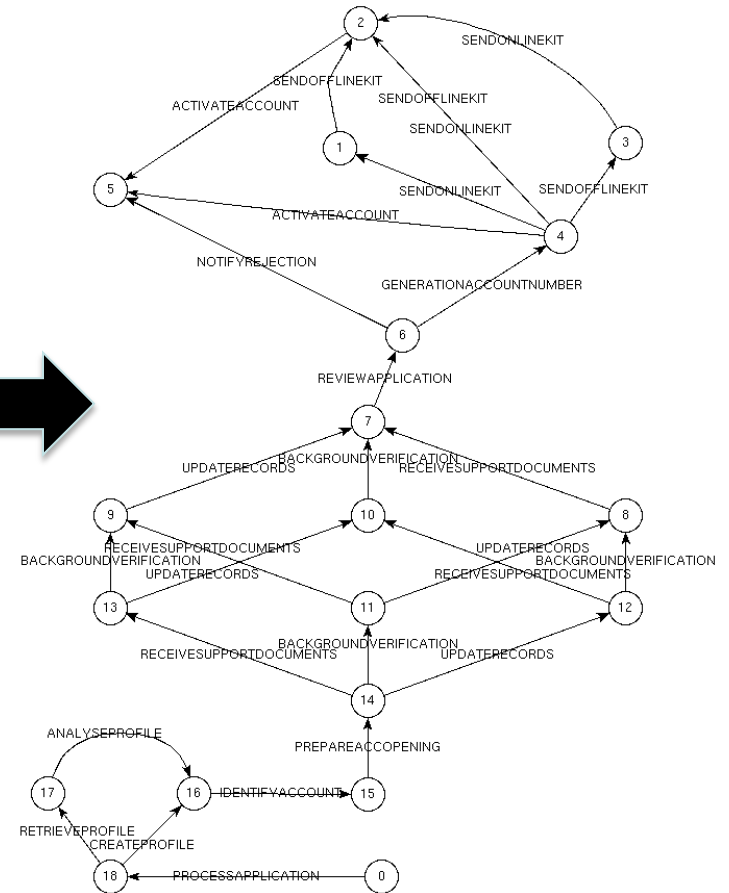 2
SENDONLINEKIT
SENDOFFLINEKIT
SENDOFFLINEKIT
ACTIVATEACCOUNT
SENDONLINEKIT
1
3
5
SENDONLINEKIT
SENDOFFLINEKIT
ACTIVATEACCOUNT
4
NOTIFYREJECTION
GENERATIONACCOUNTNUMBER
6
REVIEWAPPLICATION
7
BACKGROUNDVERIFICATION
UPDATERECORDS
RECEIVESUPPORTDOCUMENTS
9
10
8
RECEIVESUPPORTDOCUMENTS
UPDATERECORDS
BACKGROUNDVERIFICATION
BACKGROUNDVERIFICATION
UPDATERECORDS
RECEIVESUPPORTDOCUMENTS
13
11
12
BACKGROUNDVERIFICATION
RECEIVESUPPORTDOCUMENTS
UPDATERECORDS
14
ANALYSEPROFILE
PREPAREACCOPENING
17
16
IDENTIFYACCOUNT
15
RETRIEVEPROFILE
CREATEPROFILE
18
PROCESSAPPLICATION
0